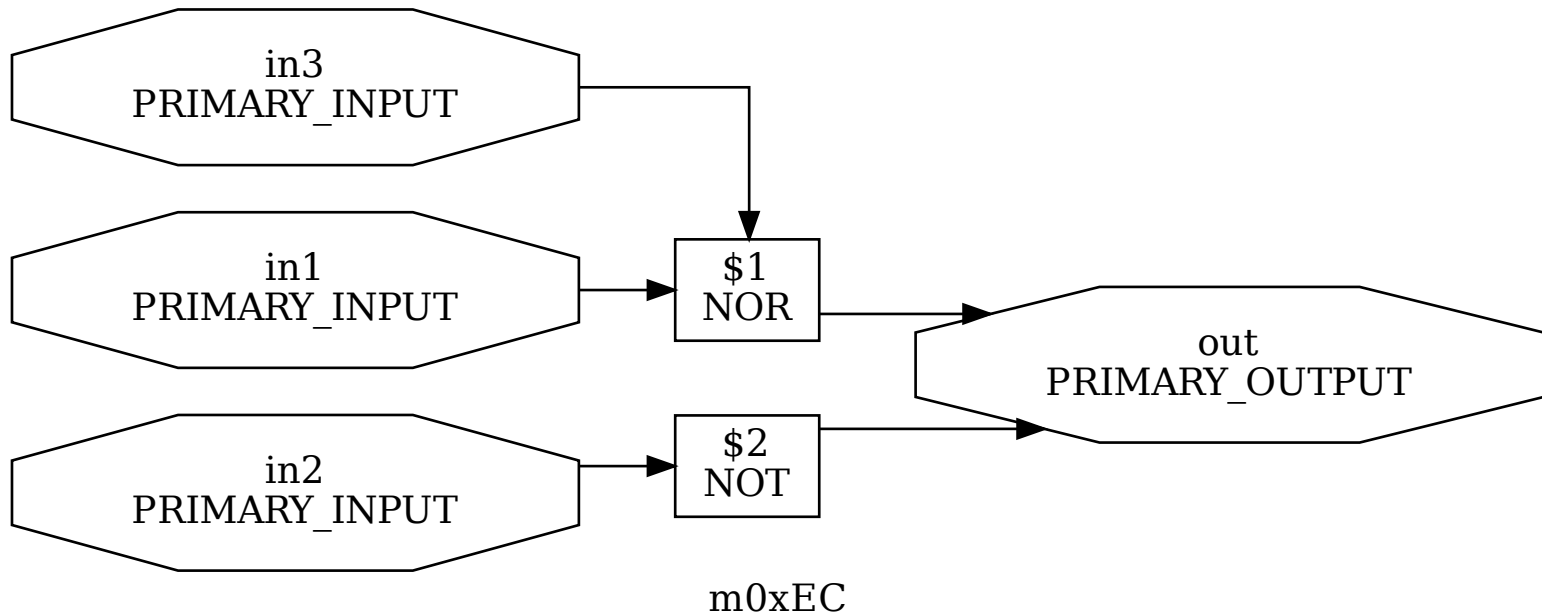 in3
PRIMARY_INPUT
in1
PRIMARY_INPUT
$1
NOR
out
PRIMARY_OUTPUT
in2
PRIMARY_INPUT
$2
NOT
m0xEC